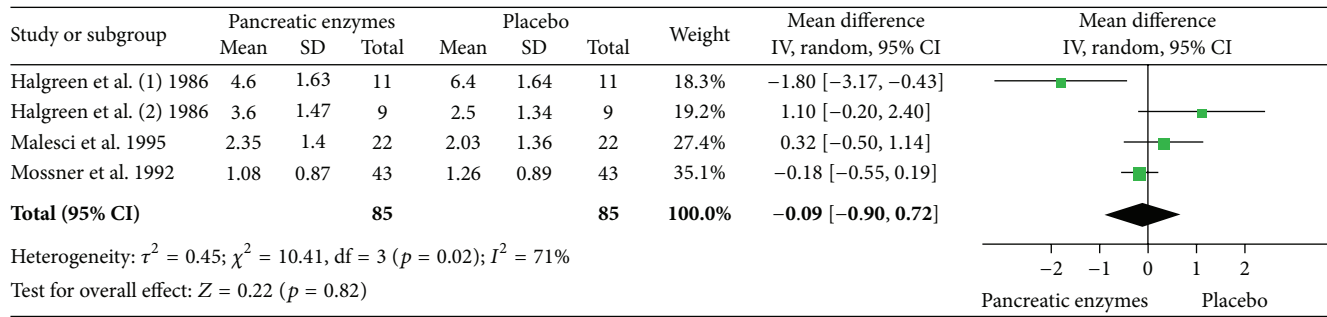 Study or subgroup Pancreatic enzymes Placebo Weight Mean difference Mean difference
Mean SD Total Mean SD Total IV, random, 95% CI IV, random, 95% CI
Halgreen et al. (1) 1986 4.6 1.63 11 6.4 1.64 11 18.3% −1.80 [−3.17, −0.43]
Halgreen et al. (2) 1986 3.6 1.47 9 2.5 1.34 9 19.2% 1.10 [−0.20, 2.40]
Malesci et al. 1995 2.35 1.4 22 2.03 1.36 22 27.4% 0.32 [−0.50, 1.14]
Mossner et al. 1992 1.08 0.87 43 1.26 0.89 43 35.1% −0.18 [−0.55, 0.19]
Total (95% CI) 85 85 100.0% −0.09 [−0.90, 0.72]
Heterogeneity: τ² = 0.45; χ² = 10.41, df = 3 (p = 0.02); I² = 71%
−2 −1 0 1 2
Test for overall effect: Z = 0.22 (p = 0.82)
Pancreatic enzymes Placebo